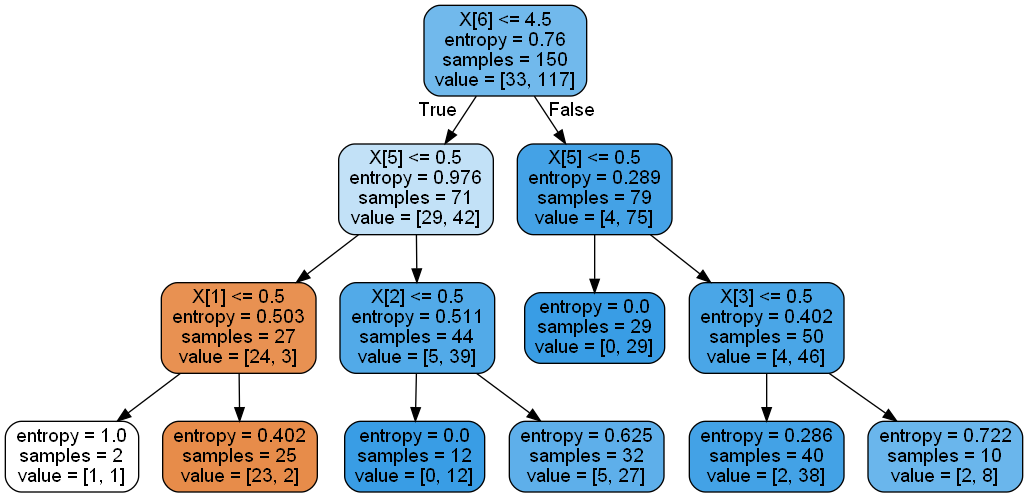 X[6] <= 4.5
entropy = 0.76
samples = 150
value = [33, 117]
True
False
X[5] <= 0.5
entropy = 0.976
samples = 71
value = [29, 42]
X[5] <= 0.5
entropy = 0.289
samples = 79
value = [4, 75]
X[1] <= 0.5
entropy = 0.503
samples = 27
value = [24, 3]
X[2] <= 0.5
entropy = 0.511
samples = 44
value = [5, 39]
entropy = 0.0
samples = 29
value = [0, 29]
X[3] <= 0.5
entropy = 0.402
samples = 50
value = [4, 46]
entropy = 1.0
samples = 2
value = [1, 1]
entropy = 0.402
samples = 25
value = [23, 2]
entropy = 0.0
samples = 12
value = [0, 12]
entropy = 0.625
samples = 32
value = [5, 27]
entropy = 0.286
samples = 40
value = [2, 38]
entropy = 0.722
samples = 10
value = [2, 8]